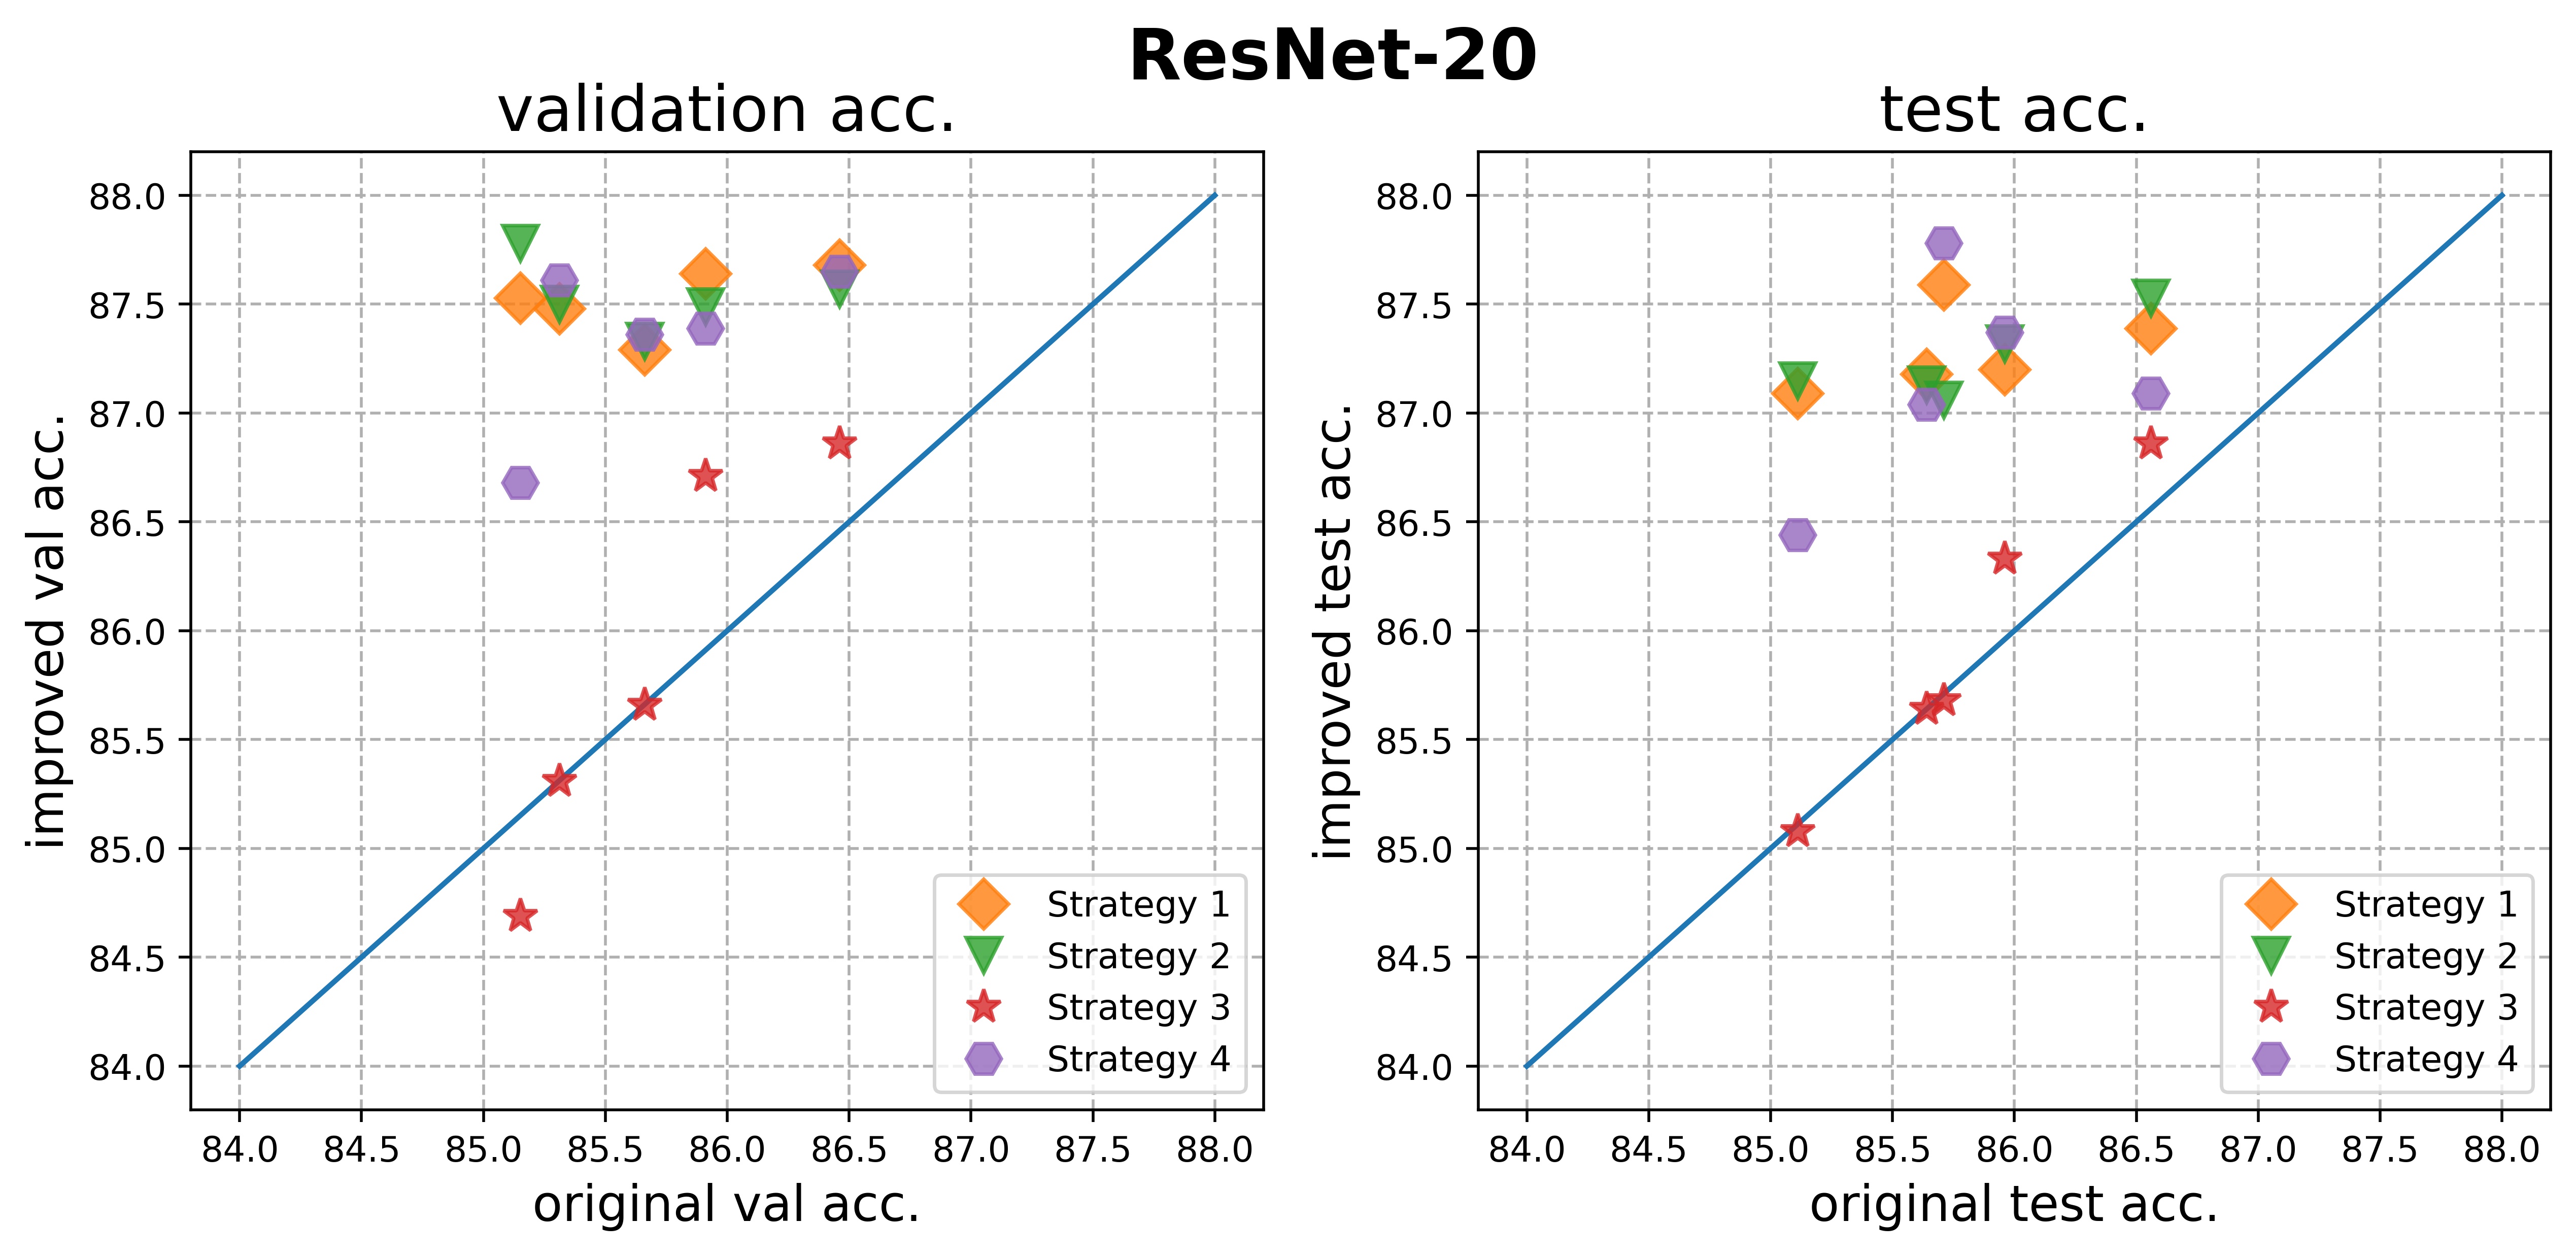 ResNet-20
validation acc.
improved val acc.
88.0
87.5
87.0
86.5
86.0
85.5
85.0
84.5
84.0
Strategy 1
Strategy 2
Strategy 3
Strategy 4
84.0 84.5 85.0 85.5 86.0 86.5 87.0 87.5 88.0
original val acc.
test acc.
improved test acc.
88.0
87.5
87.0
86.5
86.0
85.5
85.0
84.5
84.0
Strategy 1
Strategy 2
Strategy 3
Strategy 4
84.0 84.5 85.0 85.5 86.0 86.5 87.0 87.5 88.0
original test acc.